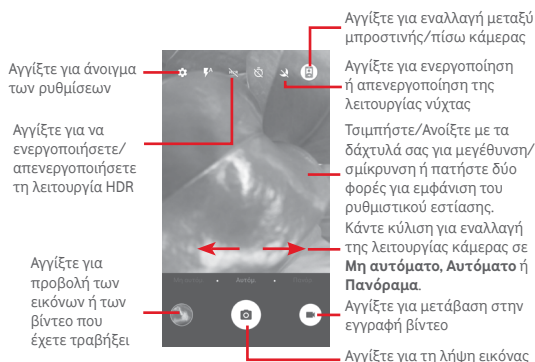 Αγγίξτε για άνοιγμα
των ρυθμίσεων
Αγγίξτε για να
ενεργοποιήσετε/
απενεργοποιήσετε
τη λειτουργία HDR
Αγγίξτε για
προβολή των
εικόνων ή των
βίντεο που
έχετε τραβήξει
Αυτόμ.
Αγγίξτε για εναλλαγή μεταξύ
μπροστινής/πίσω κάμερας
Αγγίξτε για ενεργοποίηση
ή απενεργοποίηση της
λειτουργίας νύχτας
Τσιμπήστε/Ανοίξτε με τα
δάχτυλά σας για μεγέθυνση/
σμίκρυνση ή πατήστε δύο
φορές για εμφάνιση του
ρυθμιστικού εστίασης.
Κάντε κύλιση για εναλλαγή
της λειτουργίας κάμερας σε
Μη αυτόματο, Αυτόματο ή
Πανόραμα.
Αγγίξτε για μετάβαση στην
εγγραφή βίντεο
Αγγίξτε για τη λήψη εικόνας